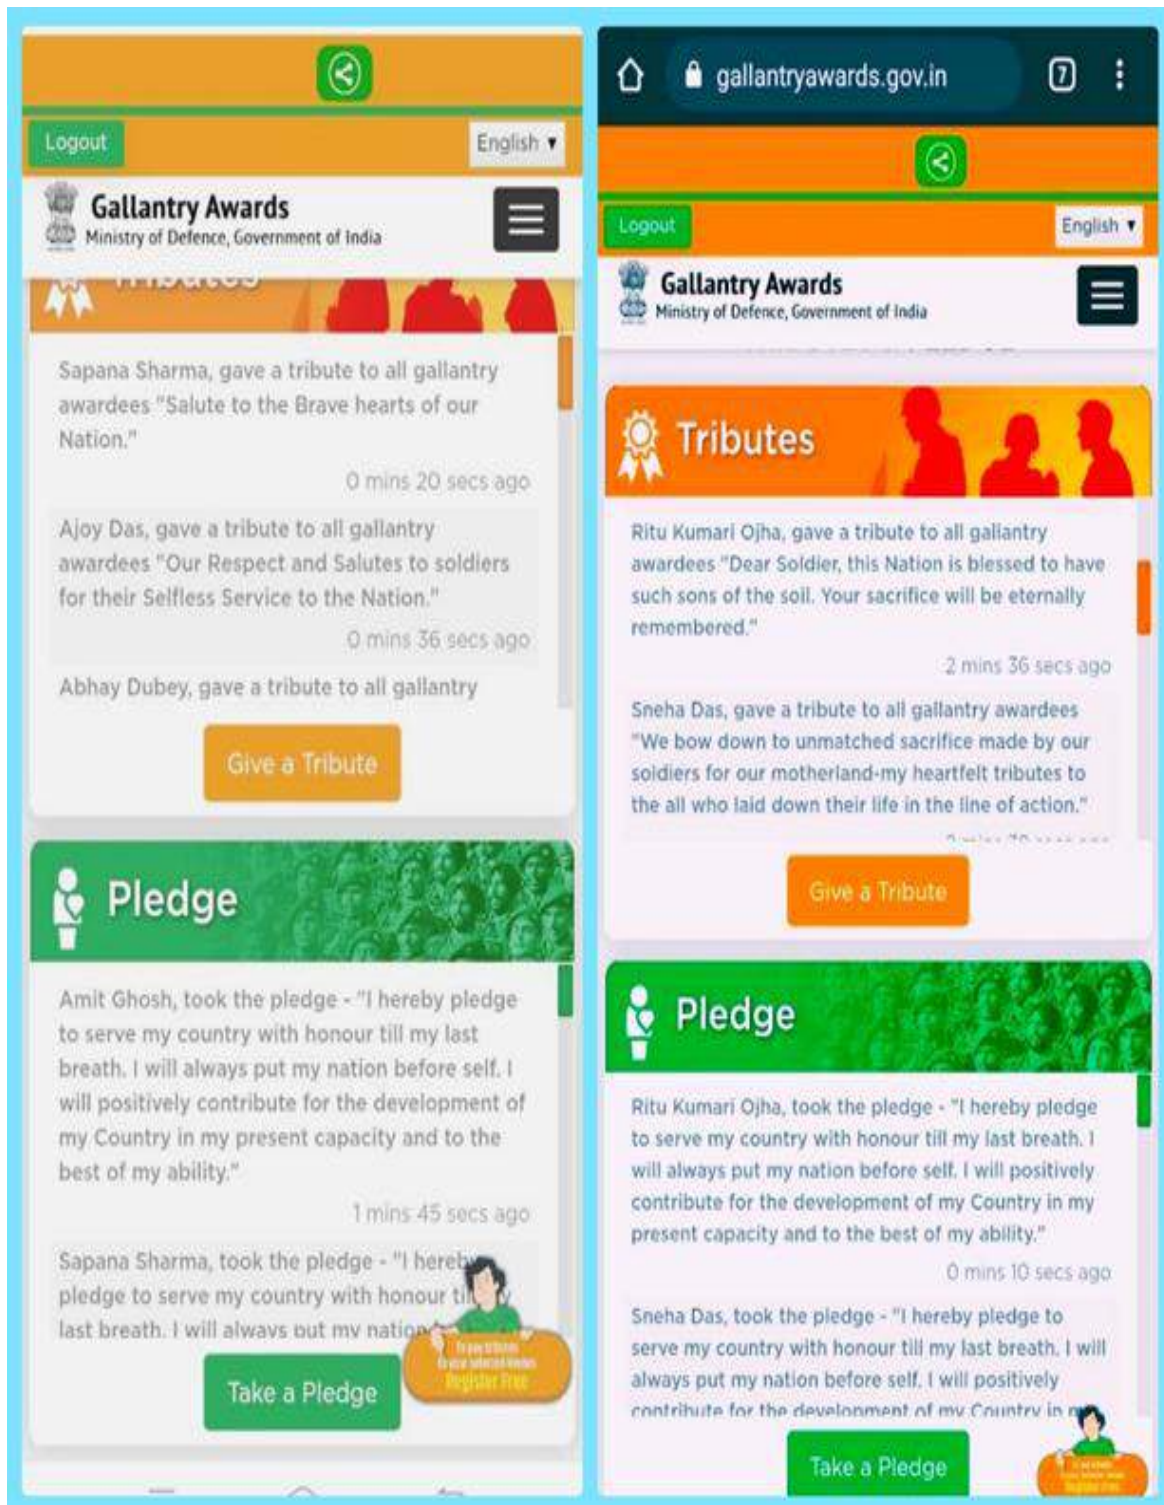 Logout
English
Gallantry Awards
Ministry of Defence, Government of India
Tributes
Sapana Sharma, gave a tribute to all gallantry
awardees "Salute to the Brave hearts of our
Nation."
0 mins 20 secs ago
Ajoy Das, gave a tribute to all gallantry
awardees "Our Respect and Salutes to soldiers
for their Selfless Service to the Nation."
0 mins 36 secs ago
Abhay Dubey, gave a tribute to all gallantry
Give a Tribute
Pledge
Amit Ghosh, took the pledge - "I hereby pledge
to serve my country with honour till my last
breath. I will always put my nation before self. I
will positively contribute for the development of
my Country in my present capacity and to the
best of my ability."
1 mins 45 secs ago
Sapana Sharma, took the pledge - "I hereby
pledge to serve my country with honour
last breath. I will always put my nation
Register Free
Take a Pledge
gallantryawards.gov.in
7
Logout
English
Gallantry Awards
Ministry of Defence, Government of India
Tributes
Ritu Kumari Ojha, gave a tribute to all gallantry
awardees "Dear Soldier, this Nation is blessed to have
such sons of the soil. Your sacrifice will be eternally
remembered."
2 mins 36 secs ago
Sneha Das, gave a tribute to all gallantry awardees
"We bow down to unmatched sacrifice made by our
soldiers for our motherland-my heartfelt tributes to
the all who laid down their life in the line of action."
Give a Tribute
Pledge
Ritu Kumari Ojha, took the pledge - "I hereby pledge
to serve my country with honour till my last breath. I
will always put my nation before self. I will positively
contribute for the development of my Country in my
present capacity and to the best of my ability."
0 mins 10 secs ago
Sneha Das, took the pledge - "I hereby pledge to
serve my country with honour till my last breath. I will
always put my nation before self. I will positively
contribute for the development of my Country in
Take a Pledge